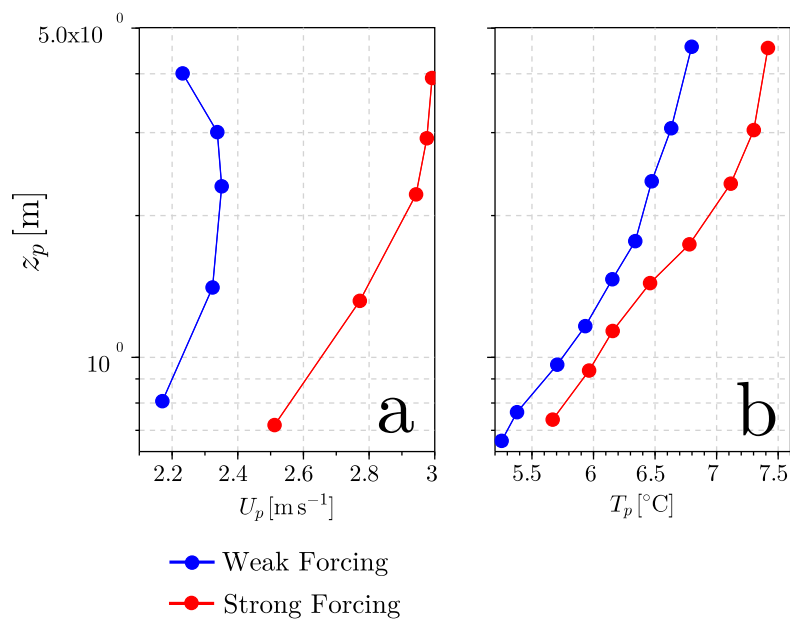 5.0x10⁰
z_p [m]
10⁰
a
b
2.2 2.4 2.6 2.8 3
5.5 6 6.5 7 7.5
U_p [m s⁻¹]
T_p [°C]
Weak Forcing
Strong Forcing